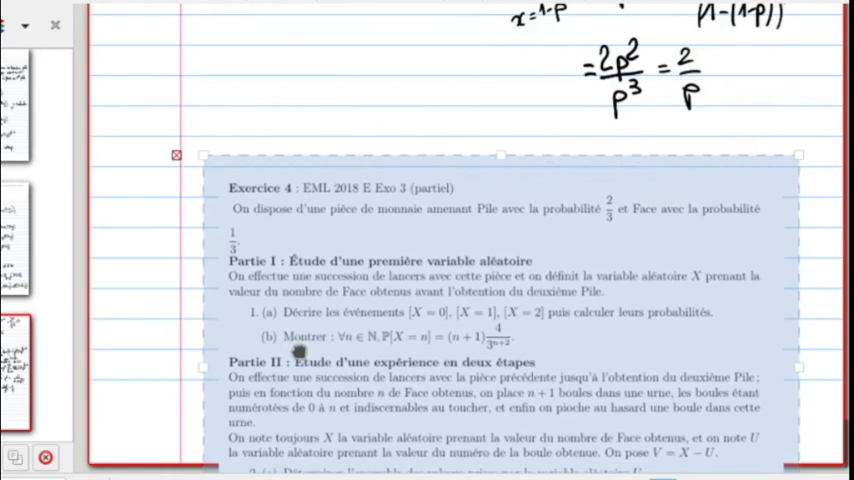 x=1-p
(1-(1-p))
= 2p² / p³ = 2 / p
Exercice 4 : EML 2018 E Exo 3 (partiel)
On dispose d'une pièce de monnaie amenant Pile avec la probabilité 2/3 et Face avec la probabilité
1/3.
Partie I : Étude d'une première variable aléatoire
On effectue une succession de lancers avec cette pièce et on définit la variable aléatoire X prenant la
valeur du nombre de Face obtenus avant l'obtention du deuxième Pile.
1. (a) Décrire les événements [X = 0], [X = 1], [X = 2] puis calculer leurs probabilités.
(b) Montrer : ∀n ∈ ℕ, ℙ[X = n] = (n + 1) 4/3ⁿ⁺².
Partie II : Étude d'une expérience en deux étapes
On effectue une succession de lancers avec la pièce précédente jusqu'à l'obtention du deuxième Pile ;
puis en fonction du nombre n de Face obtenus, on place n + 1 boules dans une urne, les boules étant
numérotées de 0 à n et indiscernables au toucher, et enfin on pioche au hasard une boule dans cette
urne.
On note toujours X la variable aléatoire prenant la valeur du nombre de Face obtenus, et on note U
la variable aléatoire prenant la valeur du numéro de la boule obtenue. On pose V = X − U.